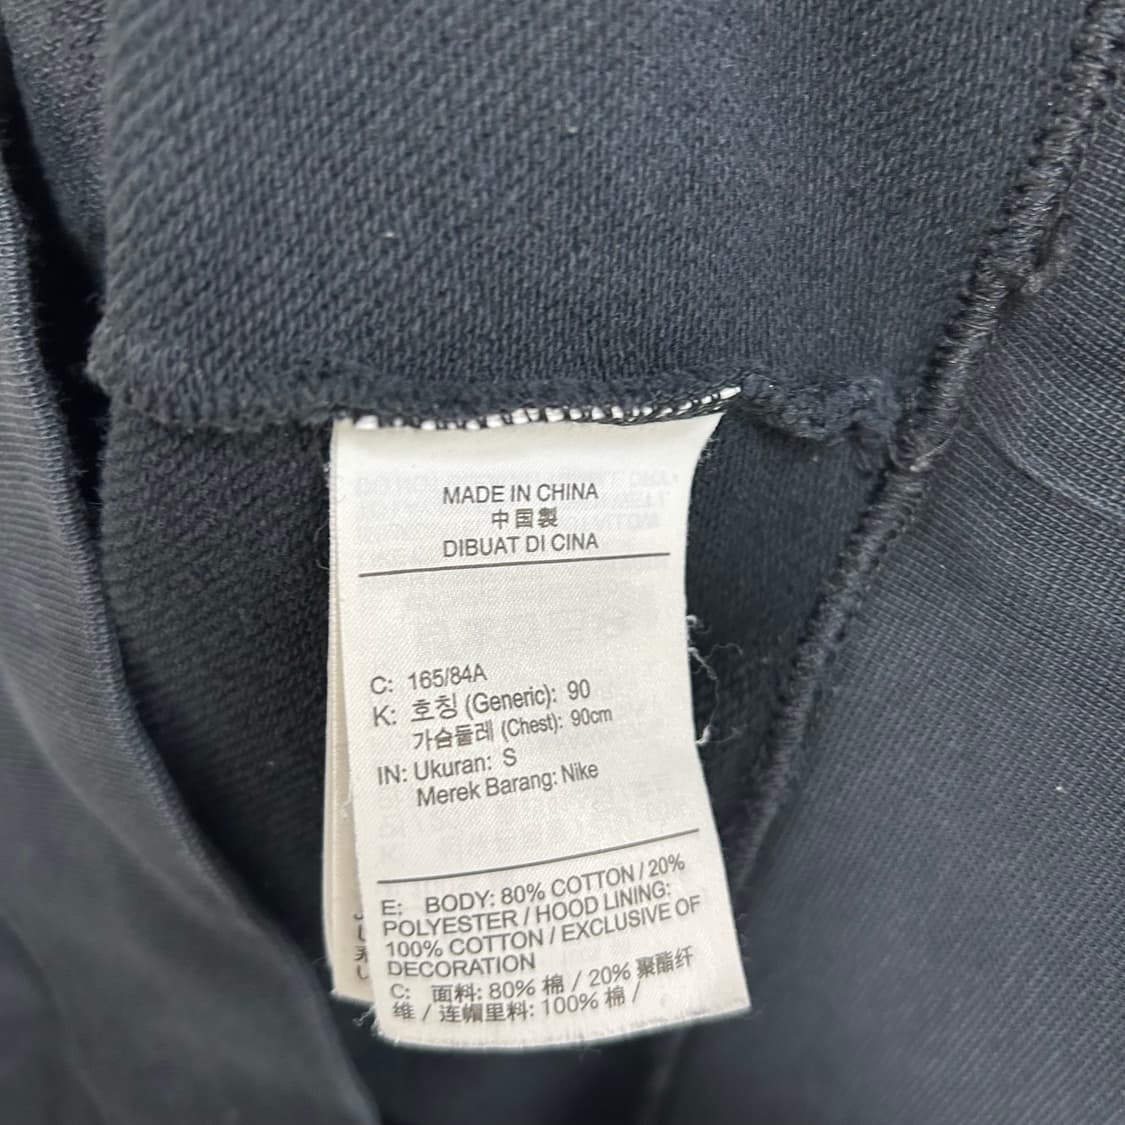 MADE IN CHINA
中国製
DIBUAT DI CINA
C: 165/84A
K: 호칭 (Generic): 90
가슴둘레 (Chest): 90cm
IN: Ukuran: S
Merek Barang: Nike
E: BODY: 80% COTTON / 20%
POLYESTER / HOOD LINING:
100% COTTON / EXCLUSIVE OF
DECORATION
C: 面料: 80% 棉 / 20% 聚酯纤
维 / 连帽里料: 100% 棉 /